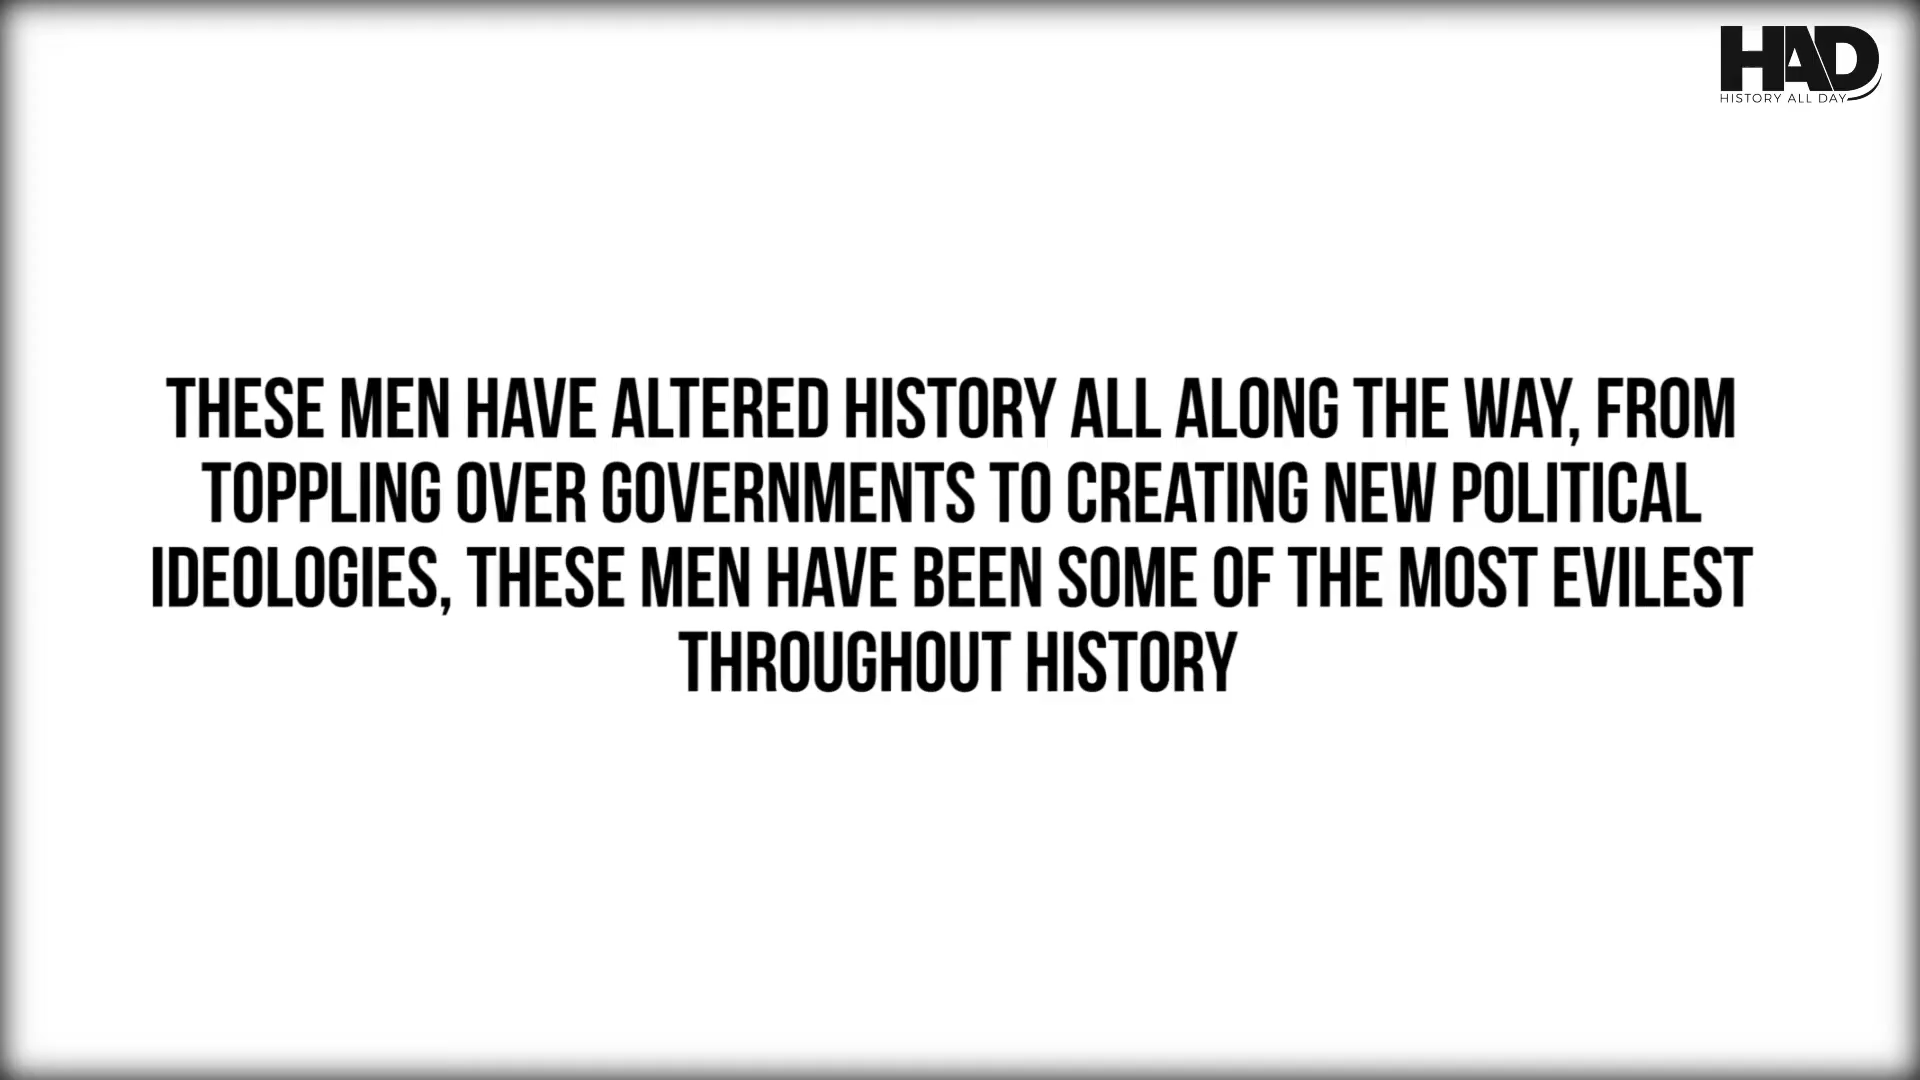 HAD
HISTORY ALL DAY
THESE MEN HAVE ALTERED HISTORY ALL ALONG THE WAY, FROM
TOPPLING OVER GOVERNMENTS TO CREATING NEW POLITICAL
IDEOLOGIES, THESE MEN HAVE BEEN SOME OF THE MOST EVILEST
THROUGHOUT HISTORY